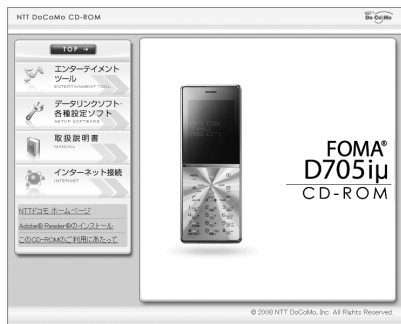 NTT DoCoMo CD-ROM
NTT
DoCoMo
TOP →
エンターテイメント
ツール
ENTERTAINMENT TOOL
データリンクソフト・
各種設定ソフト
SETUP SOFTWARE
取扱説明書
MANUAL
インターネット接続
INTERNET
NTTドコモ ホームページ
Adobe® Reader®のインストール
このCD-ROMのご利用にあたって
FOMA®
D705iμ
CD-ROM
© 2008 NTT DoCoMo, Inc. All Rights Reserved.